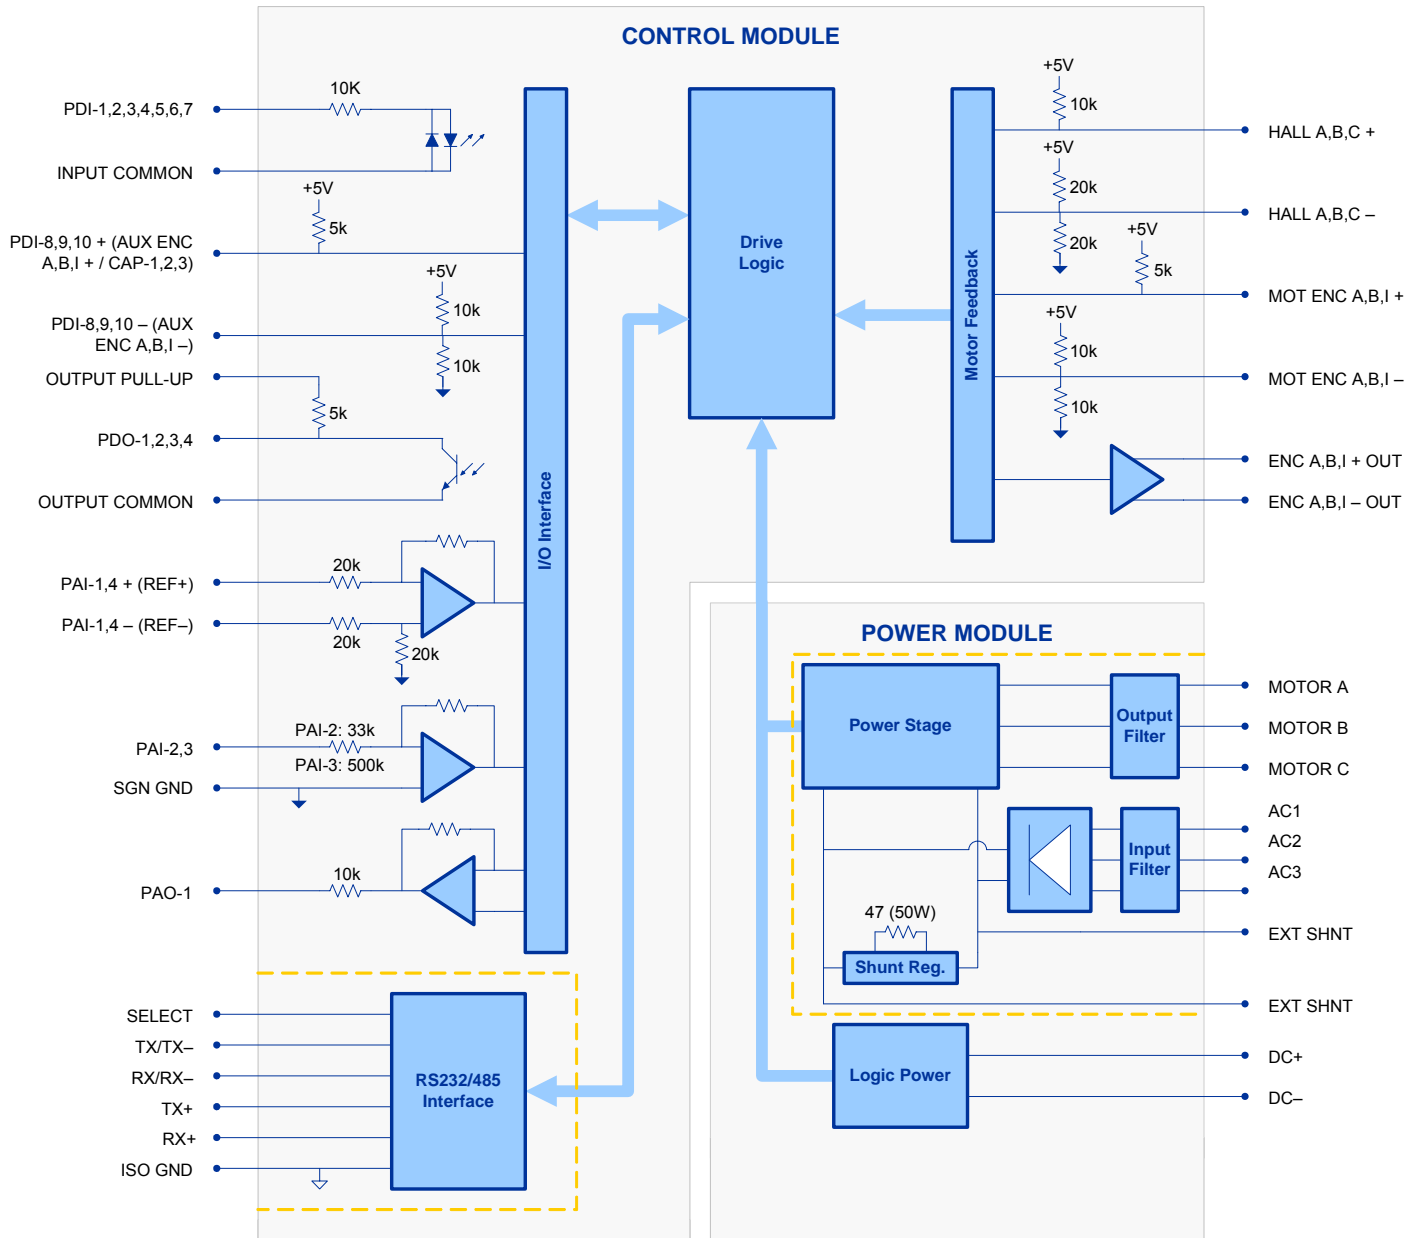 CONTROL MODULE
PDI-1,2,3,4,5,6,7
10K
INPUT COMMON
+5V
5k
PDI-8,9,10 + (AUX ENC
A,B,I + / CAP-1,2,3)
+5V
10k
PDI-8,9,10 – (AUX
ENC A,B,I –)
10k
OUTPUT PULL-UP
5k
PDO-1,2,3,4
OUTPUT COMMON
PAI-1,4 + (REF+)
20k
PAI-1,4 – (REF–)
20k
20k
PAI-2: 33k
PAI-2,3
PAI-3: 500k
SGN GND
10k
PAO-1
I/O Interface
Drive
Logic
Motor Feedback
+5V
10k
HALL A,B,C +
+5V
20k
HALL A,B,C –
20k
+5V
5k
MOT ENC A,B,I +
+5V
10k
MOT ENC A,B,I –
10k
ENC A,B,I + OUT
ENC A,B,I – OUT
SELECT
TX/TX–
RX/RX–
TX+
RX+
ISO GND
RS232/485
Interface
POWER MODULE
Power Stage
Output
Filter
MOTOR A
MOTOR B
MOTOR C
Input
Filter
AC1
AC2
AC3
47 (50W)
Shunt Reg.
EXT SHNT
EXT SHNT
Logic Power
DC+
DC–